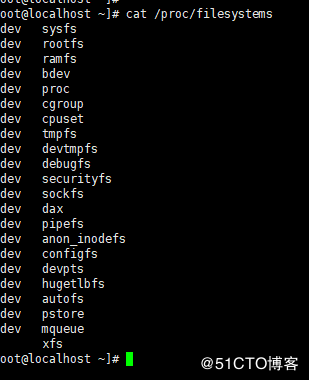 oot@localhost ~]#
oot@localhost ~]# cat /proc/filesystems
dev sysfs
dev rootfs
dev ramfs
dev bdev
dev proc
dev cgroup
dev cpuset
dev tmpfs
dev devtmpfs
dev debugfs
dev securityfs
dev sockfs
dev dax
dev pipefs
dev anon_inodefs
dev configfs
dev devpts
dev hugetlbfs
dev autofs
dev pstore
dev mqueue
xfs
oot@localhost ~]#
@51CTO博客